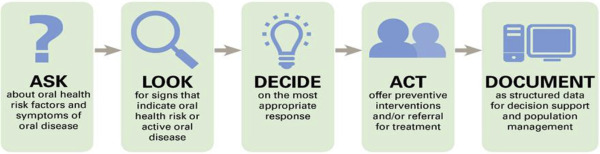 ASK
about oral health
risk factors and
symptoms of
oral disease
LOOK
for signs that
indicate oral
health risk or
active oral
disease
DECIDE
on the most
appropriate
response
ACT
offer preventive
interventions
and/or referral
for treatment
DOCUMENT
as structured data
for decision support
and population
management